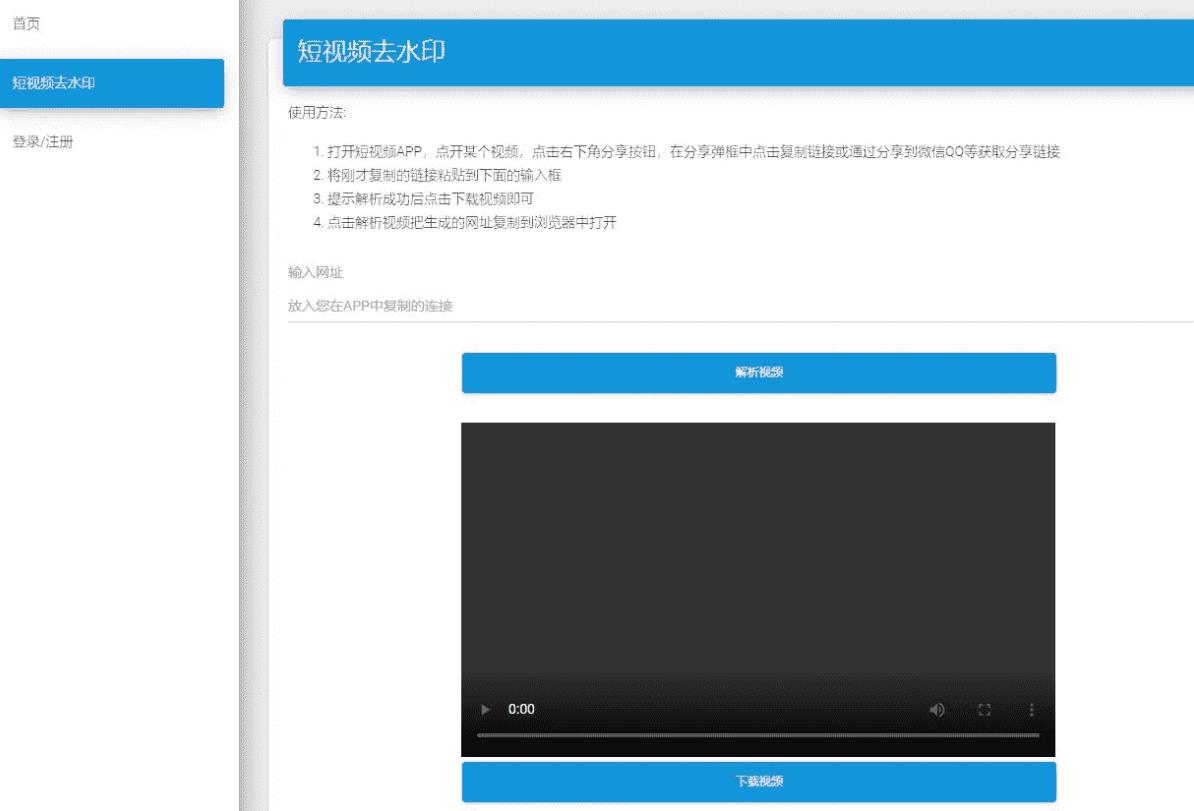 首页
短视频去水印
登录/注册
短视频去水印
使用方法:
1. 打开短视频APP，点开某个视频，点击右下角分享按钮，在分享弹框中点击复制链接或通过分享到微信QQ等获取分享链接
2. 将刚才复制的链接粘贴到下面的输入框
3. 提示解析成功后点击下载视频即可
4. 点击解析视频把生成的网址复制到浏览器中打开
输入网址
放入您在APP中复制的连接
解析视频
0:00
下载视频